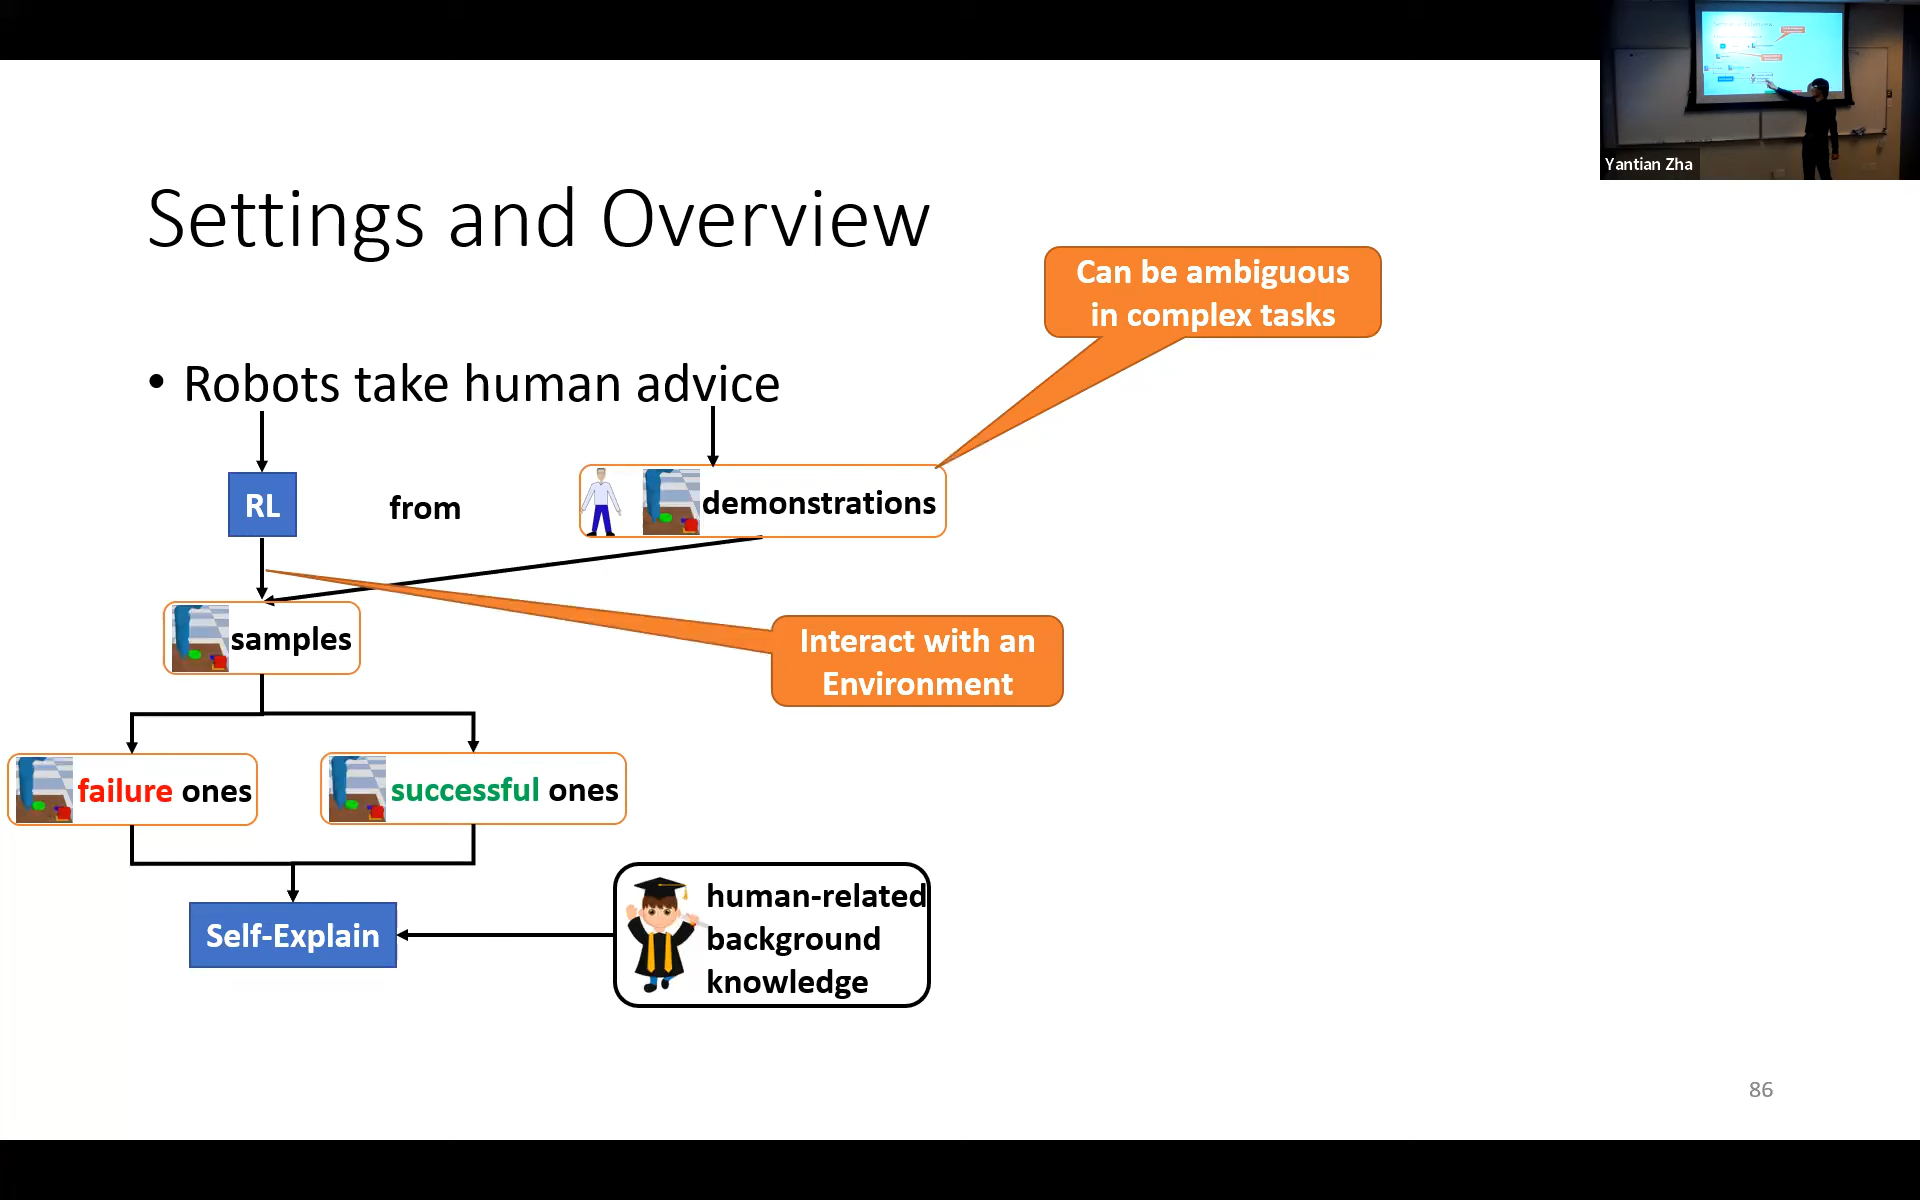 Yantian Zha
Settings and Overview
Can be ambiguous
in complex tasks
• Robots take human advice
RL
from
demonstrations
samples
Interact with an
Environment
failure ones
successful ones
Self-Explain
human-related
background
knowledge
86